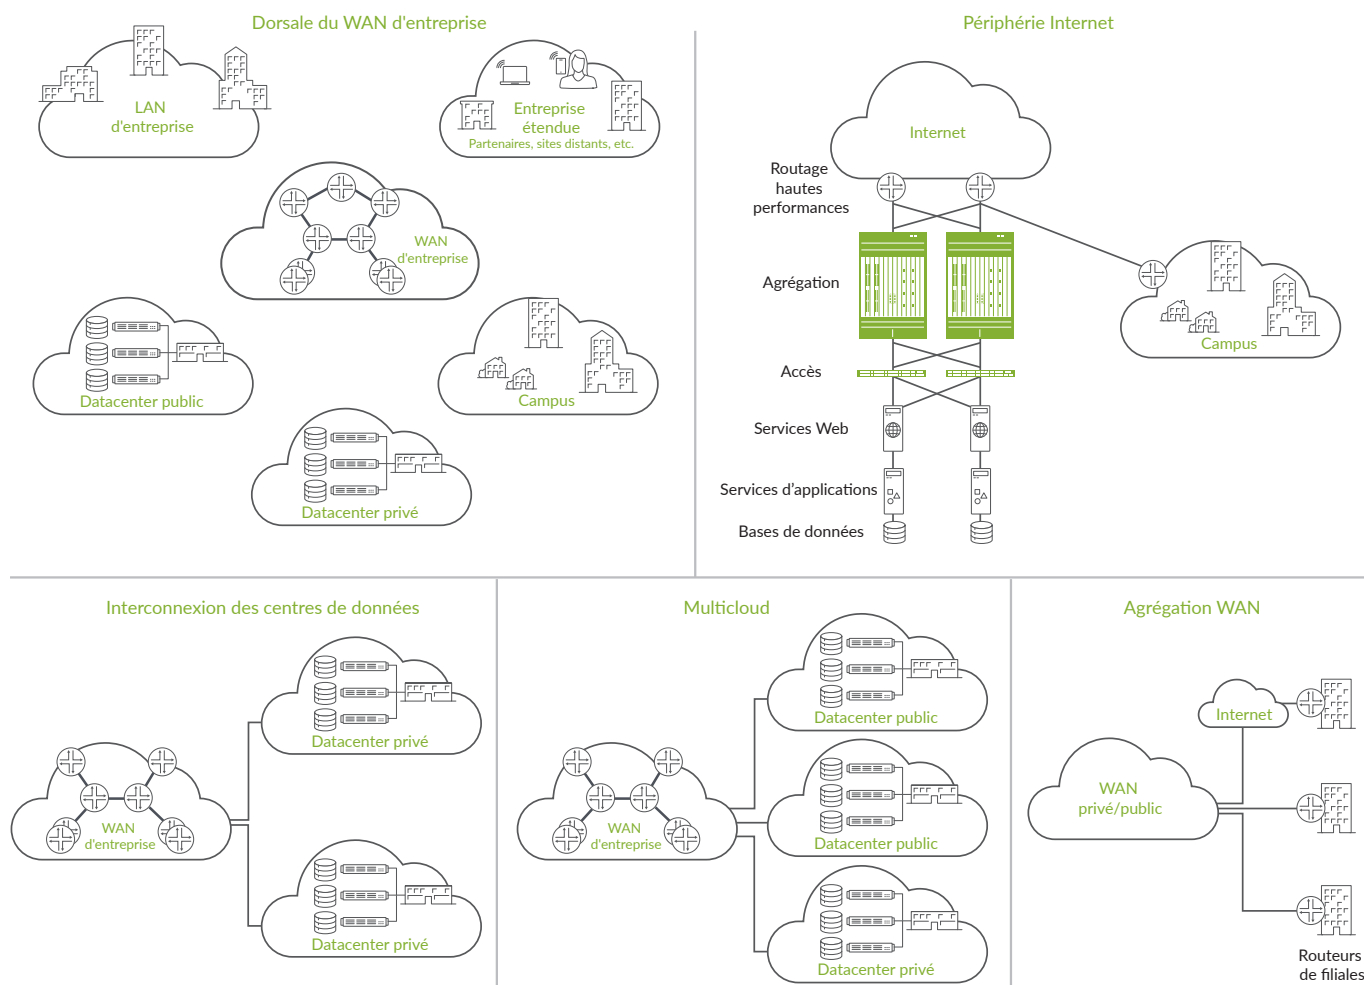 Dorsale du WAN d'entreprise
LAN
d'entreprise
Entreprise
étendue
Partenaires, sites distants, etc.
WAN
d'entreprise
Datacenter public
Campus
Datacenter privé
Périphérie Internet
Internet
Routage
hautes
performances
Agrégation
Campus
Accès
Services Web
Services d’applications
Bases de données
Interconnexion des centres de données
Datacenter privé
WAN
d'entreprise
Datacenter privé
Multicloud
Datacenter public
WAN
d'entreprise
Datacenter public
Datacenter privé
Agrégation WAN
Internet
WAN
privé/public
Routeurs
de filiales